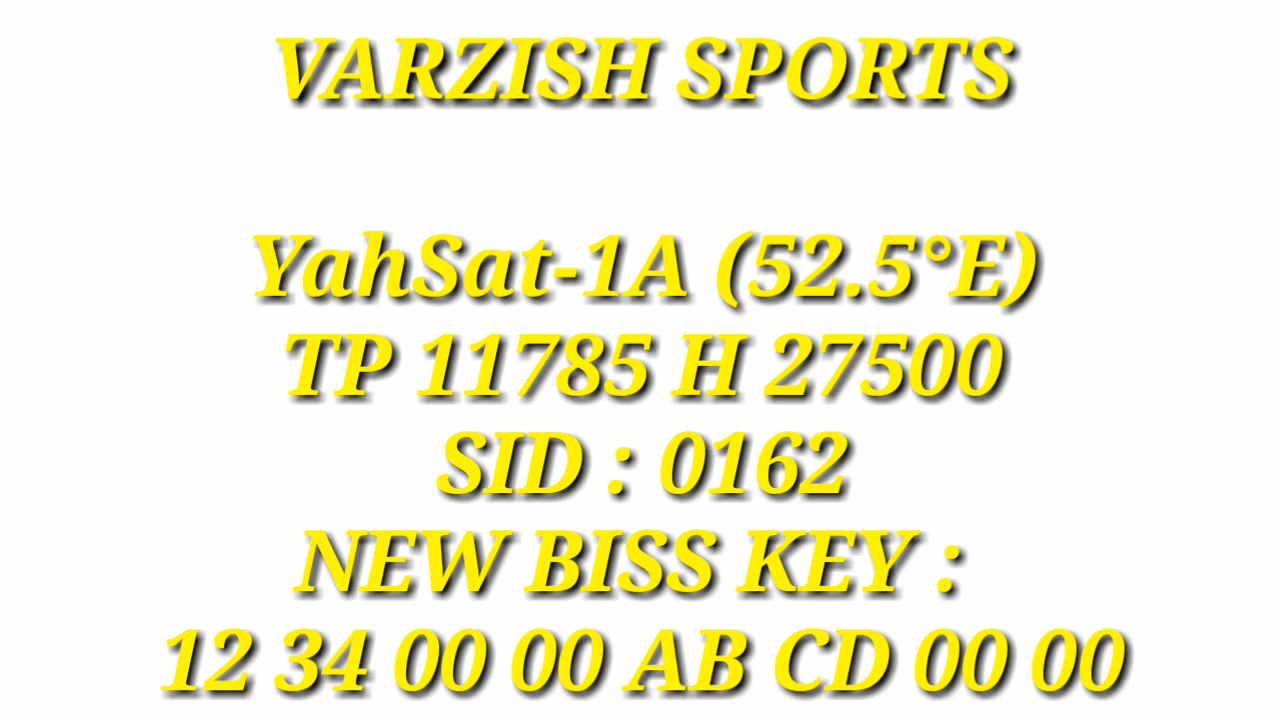 VARZISH SPORTS
YahSat-1A (52.5°E)
TP 11785 H 27500
SID : 0162
NEW BISS KEY :
12 34 00 00 AB CD 00 00